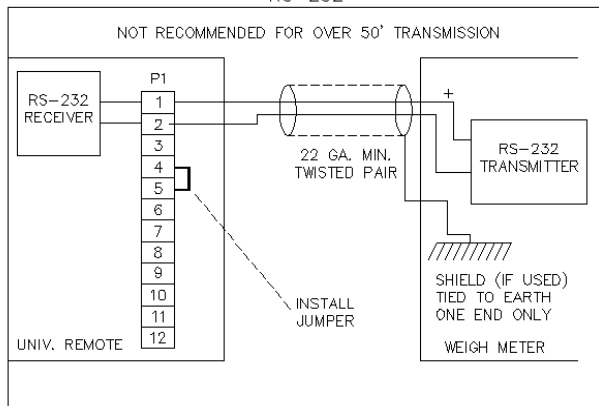 RS-232
NOT RECOMMENDED FOR OVER 50' TRANSMISSION
P1
RS-232
RECEIVER
1
2
3
4
5
6
7
8
9
10
11
12
UNIV. REMOTE
22 GA. MIN.
TWISTED PAIR
INSTALL
JUMPER
+
RS-232
TRANSMITTER
SHIELD (IF USED)
TIED TO EARTH
ONE END ONLY
WEIGH METER